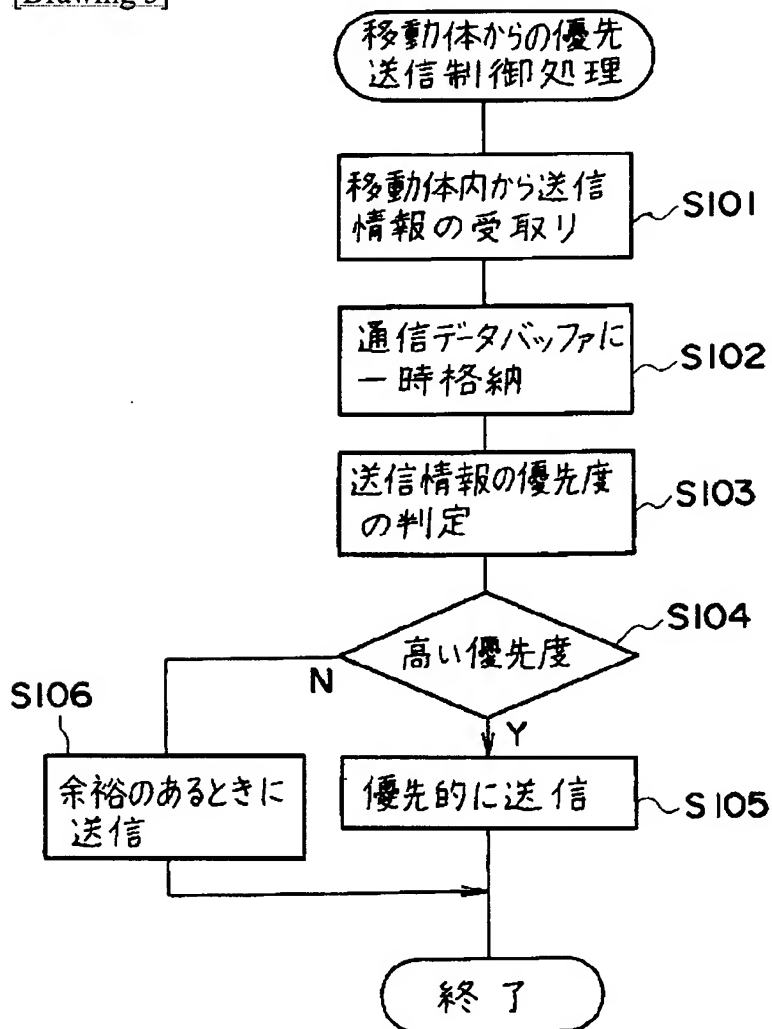 移動体からの優先
送信制御処理
移動体内から送信
情報の受取り
S101
通信データバッファに
一時格納
S102
送信情報の優先度
の判定
S103
高い優先度
S104
N
Y
S106
余裕のあるときに
送信
優先的に送信
S105
終了